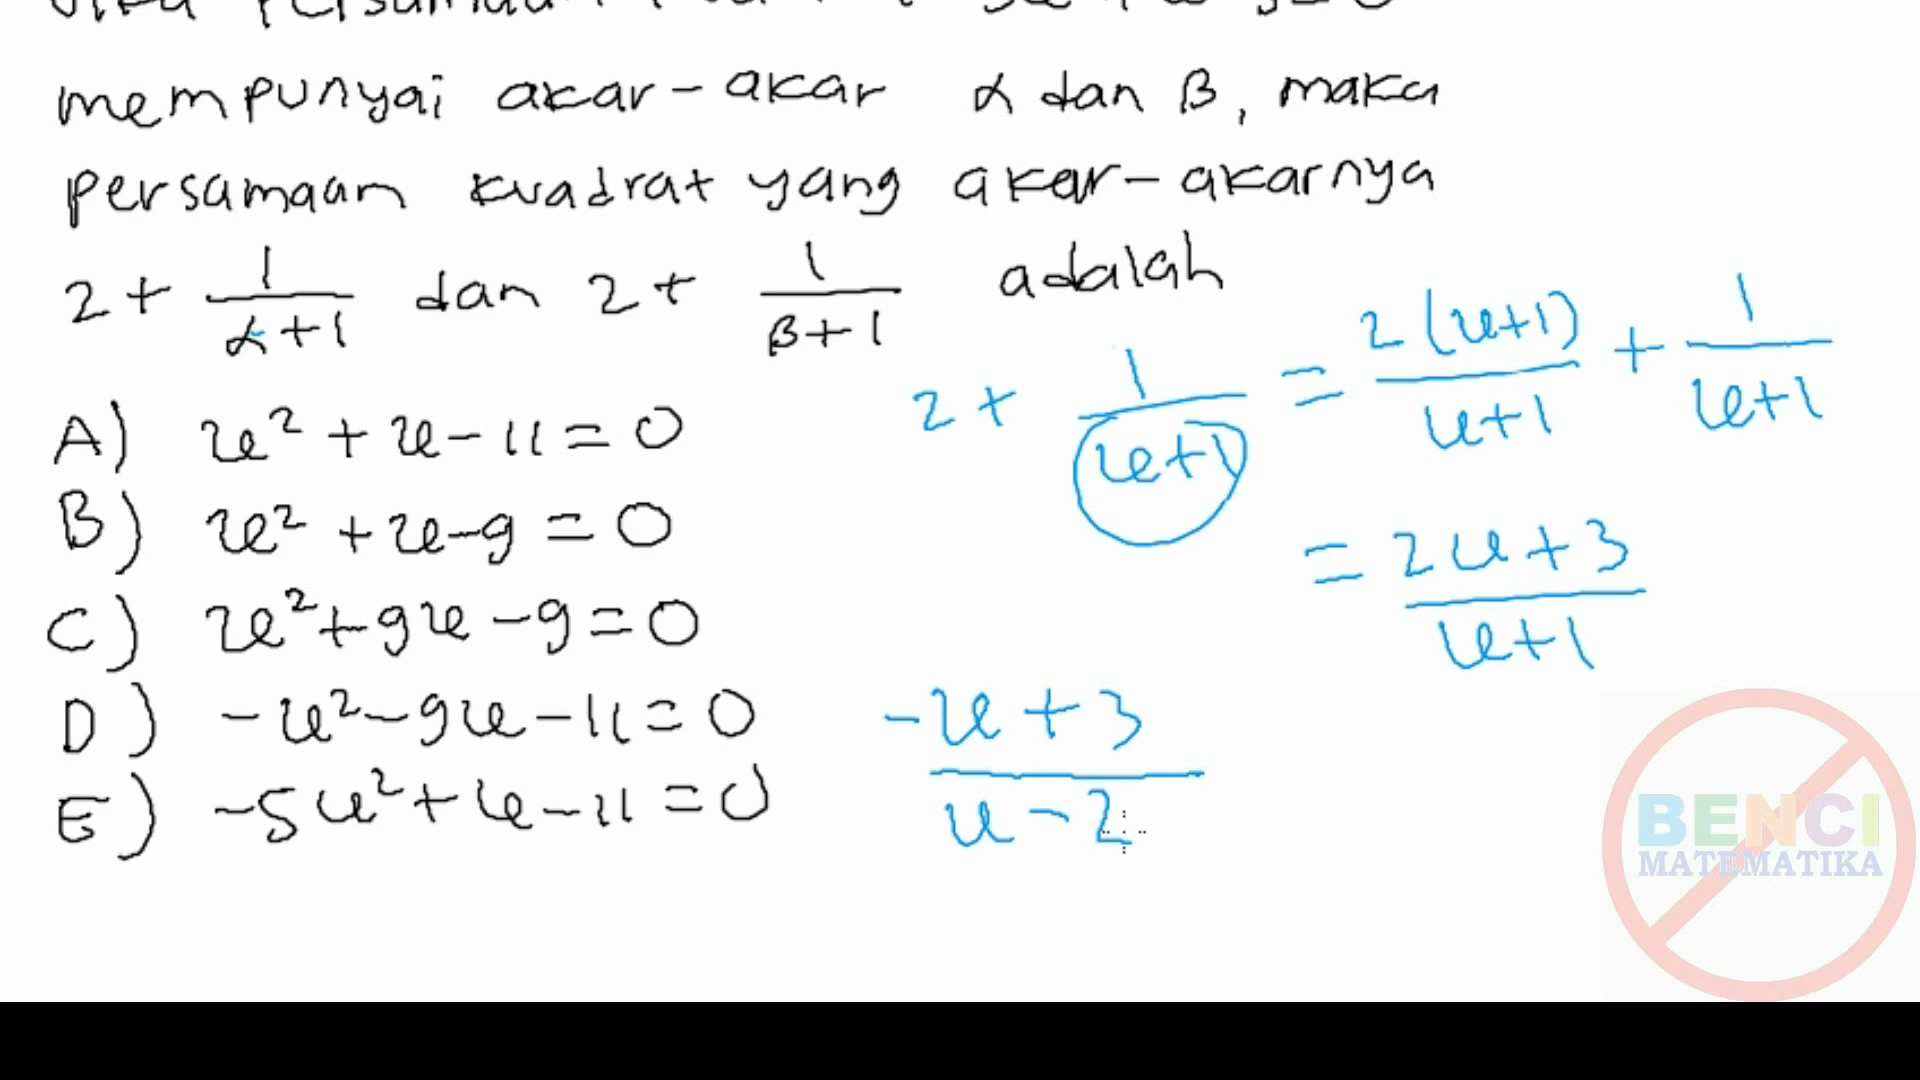 mempunyai akar-akar α dan β, maka
persamaan kuadrat yang akar-akarnya
2 + 1/(α+1) dan 2 + 1/(β+1) adalah
A) x² + x - 11 = 0
B) x² + x - 9 = 0
C) x² + 9x - 9 = 0
D) -x² - 9x - 11 = 0
E) -5x² + x - 11 = 0
2 + 1/(x+1) = 2(x+1)/(x+1) + 1/(x+1)
= (2x+3)/(x+1)
(-x+3)/(x-2)
BENCI
MATEMATIKA